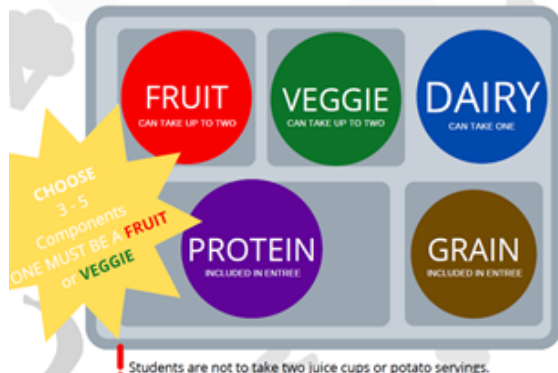 FRUIT
CAN TAKE UP TO TWO
VEGGIE
CAN TAKE UP TO TWO
DAIRY
CAN TAKE ONE
CHOOSE
3 - 5
Components
ONE MUST BE A FRUIT
or VEGGIE
PROTEIN
INCLUDED IN ENTREE
GRAIN
INCLUDED IN ENTREE
! Students are not to take two juice cups or potato servings.